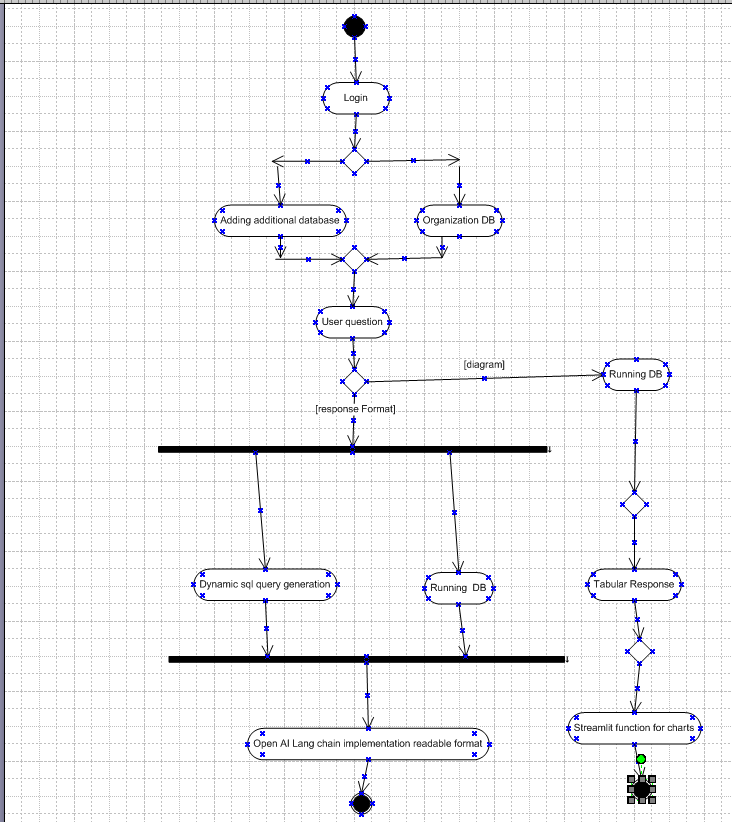 Login
Adding additional database
Organization DB
User question
[diagram]
Running DB
[response Format]
Dynamic sql query generation
Running  DB
Tabular Response
Streamlit function for charts
Open AI Lang chain implementation readable format